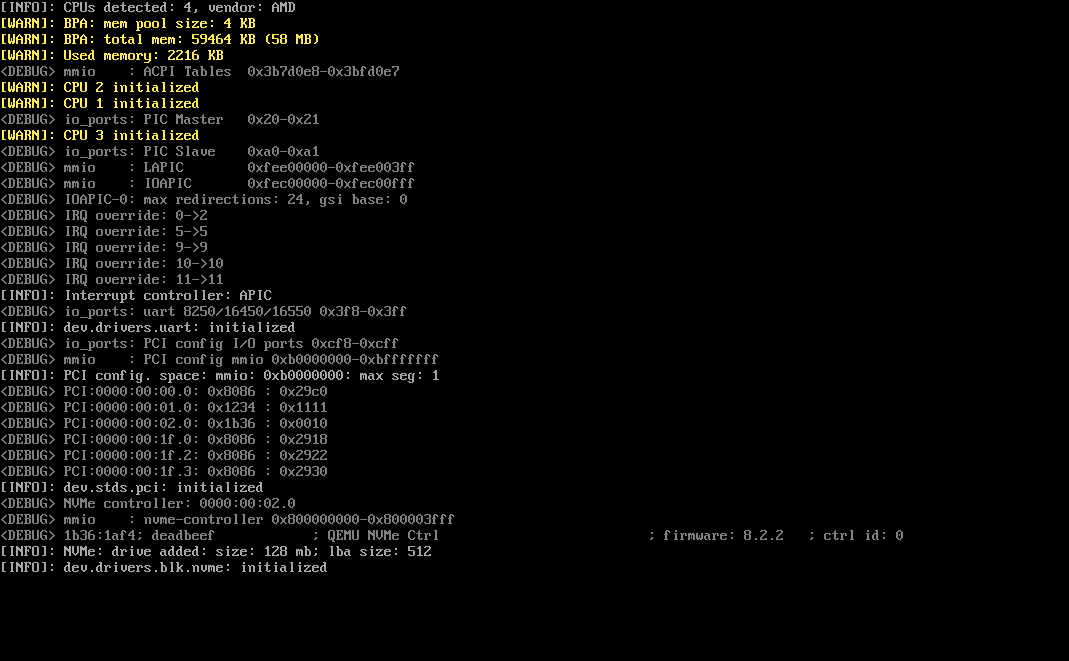 [INFO]: CPUs detected: 4, vendor: AMD
[WARN]: BPA: mem pool size: 4 KB
[WARN]: BPA: total mem: 59464 KB (58 MB)
[WARN]: Used memory: 2216 KB
<DEBUG> mmio    : ACPI Tables  0x3b7d0e8-0x3bfd0e7
[WARN]: CPU 2 initialized
[WARN]: CPU 1 initialized
<DEBUG> io_ports: PIC Master   0x20-0x21
[WARN]: CPU 3 initialized
<DEBUG> io_ports: PIC Slave    0xa0-0xa1
<DEBUG> mmio    : LAPIC        0xfee00000-0xfee003ff
<DEBUG> mmio    : IOAPIC       0xfec00000-0xfec00fff
<DEBUG> IOAPIC-0: max redirections: 24, gsi base: 0
<DEBUG> IRQ override: 0->2
<DEBUG> IRQ override: 5->5
<DEBUG> IRQ override: 9->9
<DEBUG> IRQ override: 10->10
<DEBUG> IRQ override: 11->11
[INFO]: Interrupt controller: APIC
<DEBUG> io_ports: uart 8250/16450/16550 0x3f8-0x3ff
[INFO]: dev.drivers.uart: initialized
<DEBUG> io_ports: PCI config I/O ports 0xcf8-0xcff
<DEBUG> mmio    : PCI config mmio 0xb0000000-0xbfffffff
[INFO]: PCI config. space: mmio: 0xb0000000: max seg: 1
<DEBUG> PCI:0000:00:00.0: 0x8086 : 0x29c0
<DEBUG> PCI:0000:00:01.0: 0x1234 : 0x1111
<DEBUG> PCI:0000:00:02.0: 0x1b36 : 0x0010
<DEBUG> PCI:0000:00:1f.0: 0x8086 : 0x2918
<DEBUG> PCI:0000:00:1f.2: 0x8086 : 0x2922
<DEBUG> PCI:0000:00:1f.3: 0x8086 : 0x2930
[INFO]: dev.stds.pci: initialized
<DEBUG> NVMe controller: 0000:00:02.0
<DEBUG> mmio    : nvme-controller 0x800000000-0x800003fff
<DEBUG> 1b36:1af4; deadbeef            ; QEMU NVMe Ctrl                          ; firmware: 8.2.2   ; ctrl id: 0
[INFO]: NVMe: drive added: size: 128 mb; lba size: 512
[INFO]: dev.drivers.blk.nvme: initialized